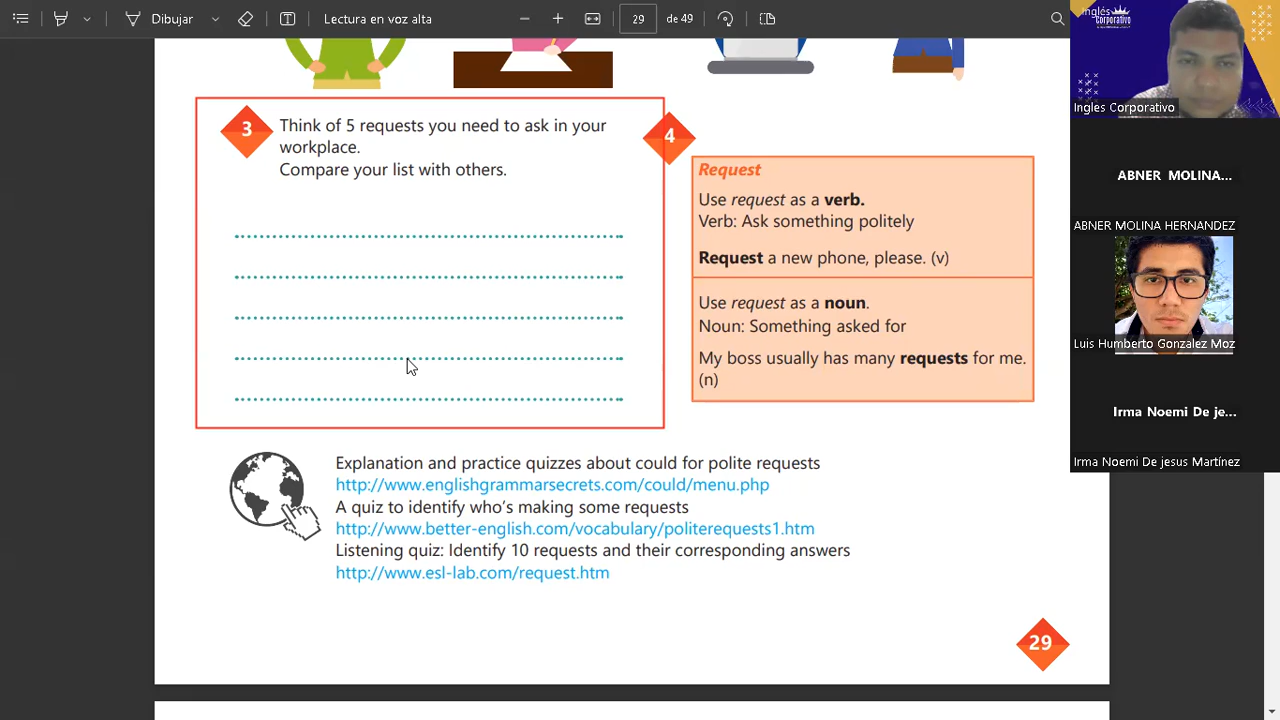 Dibujar
Lectura en voz alta
29
de 49
3
Think of 5 requests you need to ask in your
workplace.
Compare your list with others.
4
Request
Use request as a verb.
Verb: Ask something politely
Request a new phone, please. (v)
Use request as a noun.
Noun: Something asked for
My boss usually has many requests for me.
(n)
Explanation and practice quizzes about could for polite requests
http://www.englishgrammarsecrets.com/could/menu.php
A quiz to identify who's making some requests
http://www.better-english.com/vocabulary/politerequests1.htm
Listening quiz: Identify 10 requests and their corresponding answers
http://www.esl-lab.com/request.htm
29
Inglés
Corporativo
Ingles Corporativo
ABNER MOLINA...
ABNER MOLINA HERNANDEZ
Luis Humberto Gonzalez Moz
Irma Noemi De je...
Irma Noemi De jesus Martínez